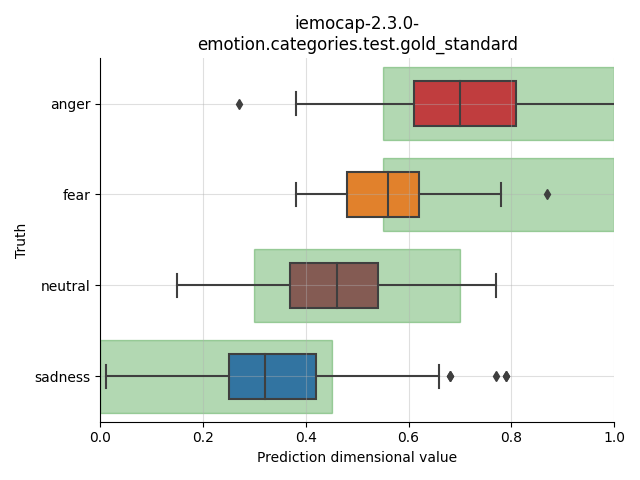 iemocap-2.3.0-
emotion.categories.test.gold_standard
anger
fear
neutral
sadness
Truth
0.0 0.2 0.4 0.6 0.8 1.0
Prediction dimensional value